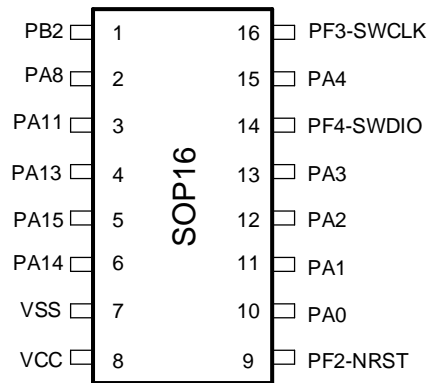 PB2 1 16 PF3-SWCLK
PA8 2 15 PA4
PA11 3 14 PF4-SWDIO
PA13 4 13 PA3
PA15 5 12 PA2
PA14 6 11 PA1
VSS 7 10 PA0
VCC 8 9 PF2-NRST
SOP16